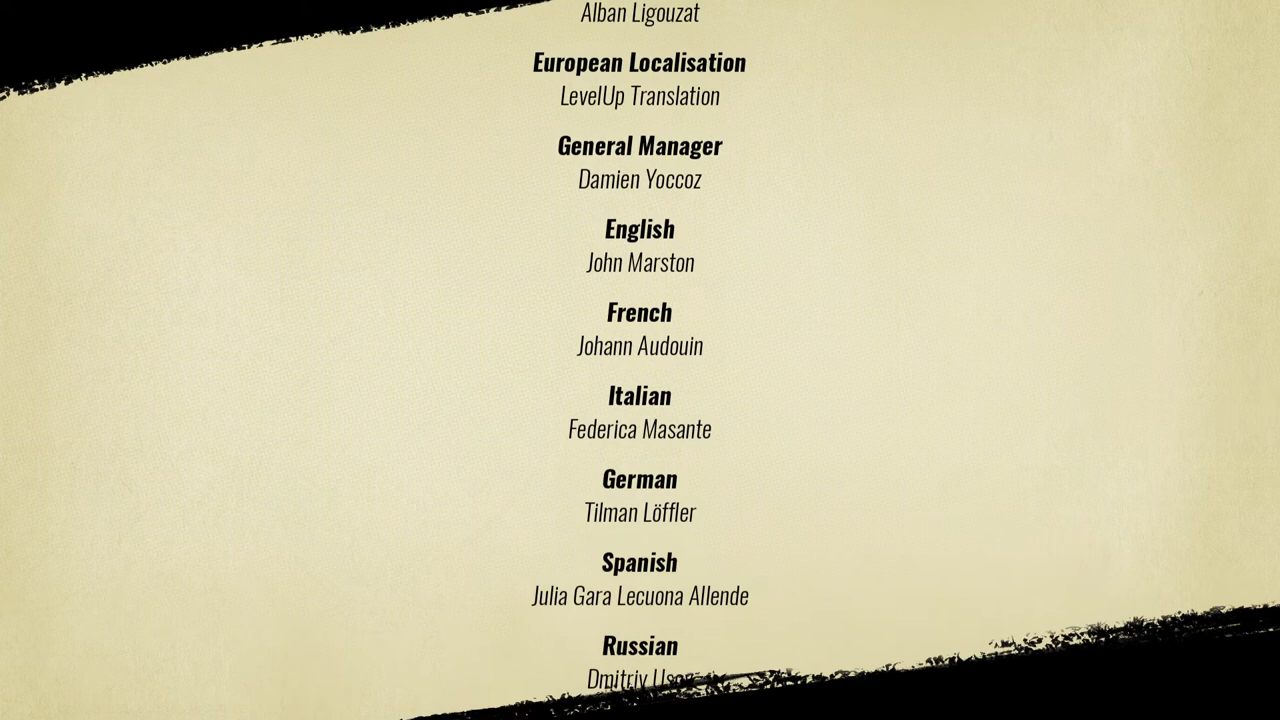 Alban Ligouzat
European Localisation
LevelUp Translation
General Manager
Damien Yoccoz
English
John Marston
French
Johann Audouin
Italian
Federica Masante
German
Tilman Löffler
Spanish
Julia Gara Lecuona Allende
Russian
Dmitriy